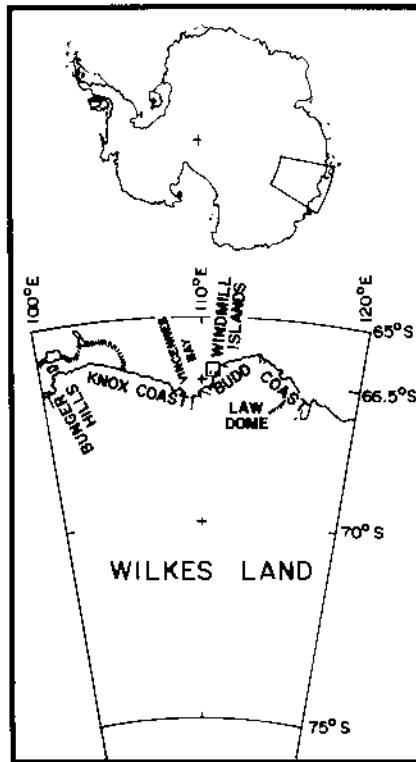 100°E
110°E
120°E
WINDMILL
ISLANDS
VINCENNES
BAY
65°S
KNOX COAST
BUDD COAST
66.5°S
BUNGER
HILLS
LAW
DOME
70°S
WILKES LAND
75°S